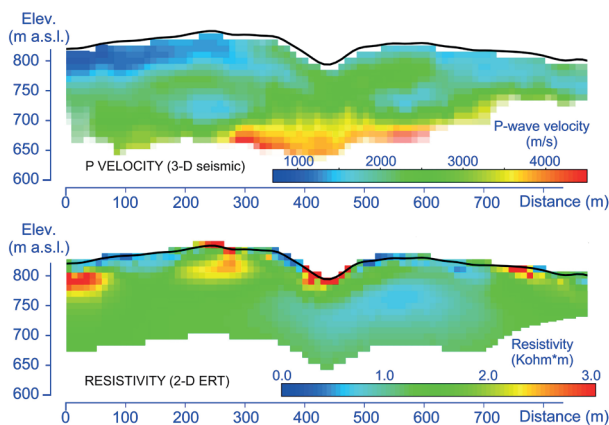 Elev.
(m a.s.l.)
800
750
700
650
600
P VELOCITY (3-D seismic)
P-wave velocity
(m/s)
1000 2000 3000 4000
0 100 200 300 400 500 600 700 Distance (m)
Elev.
(m a.s.l.)
800
750
700
650
600
RESISTIVITY (2-D ERT)
Resistivity
(Kohm*m)
0.0 1.0 2.0 3.0
0 100 200 300 400 500 600 700 Distance (m)